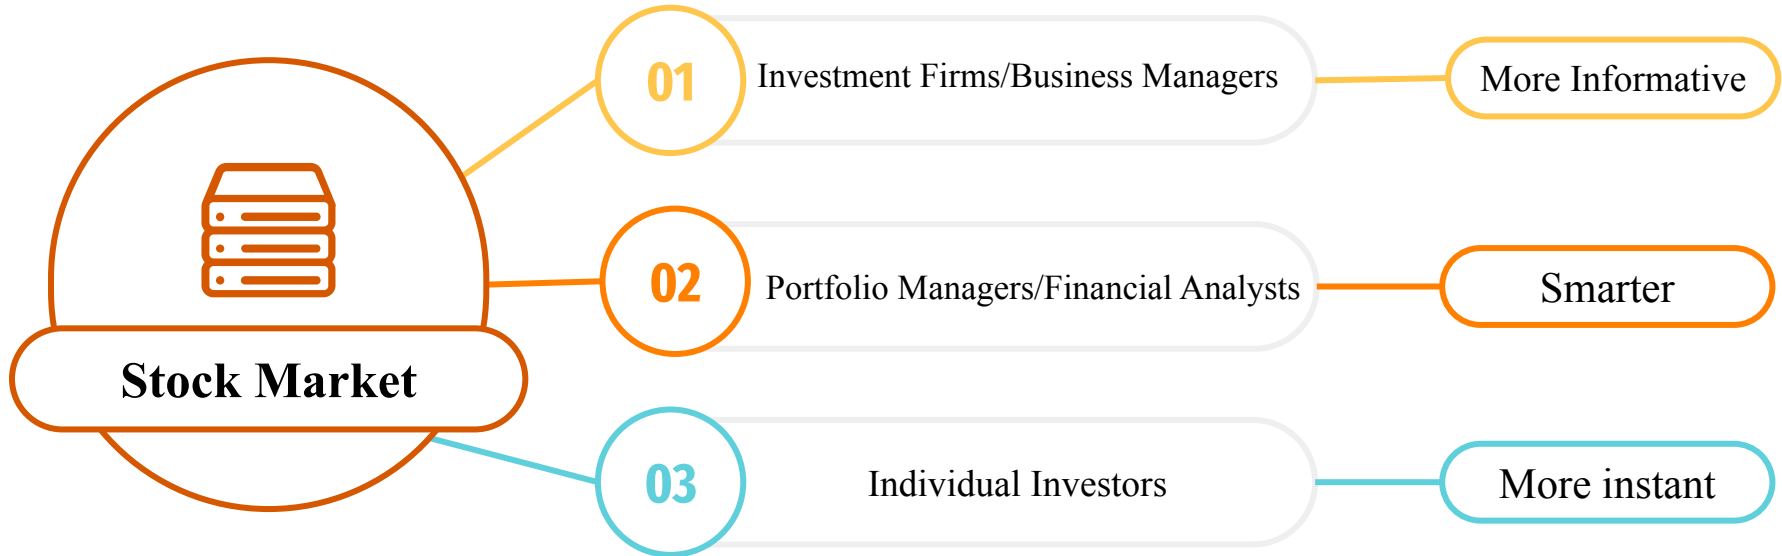 01
Investment Firms/Business Managers
More Informative
02
Portfolio Managers/Financial Analysts
Smarter
Stock Market
03
Individual Investors
More instant